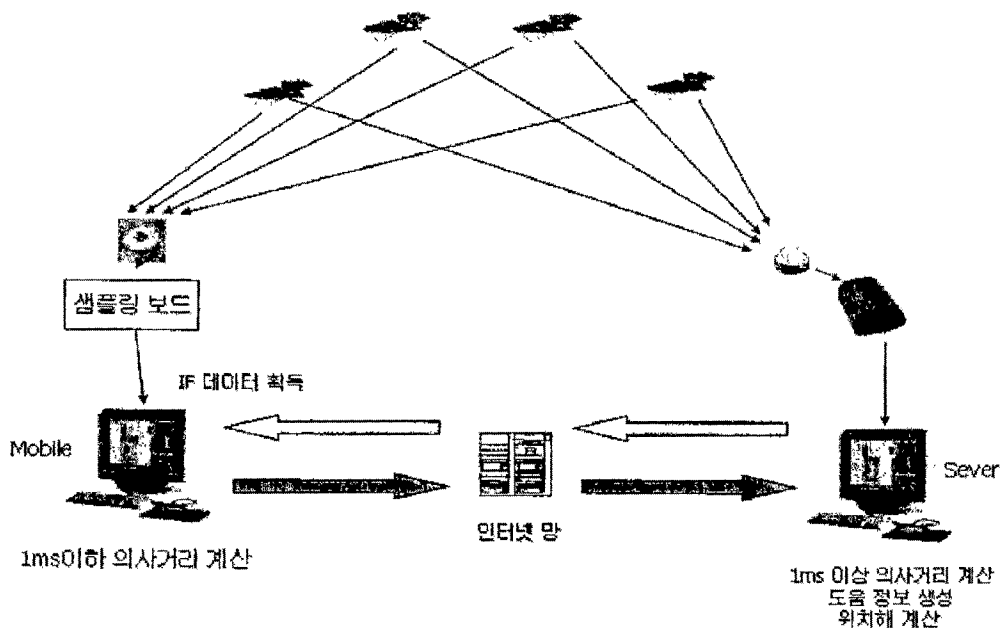 샘플링 보드
IF 데이터 획득
Mobile
Sever
인터넷 망
1ms이하 의사거리 계산
1ms 이상 의사거리 계산
도움 정보 생성
위치해 계산